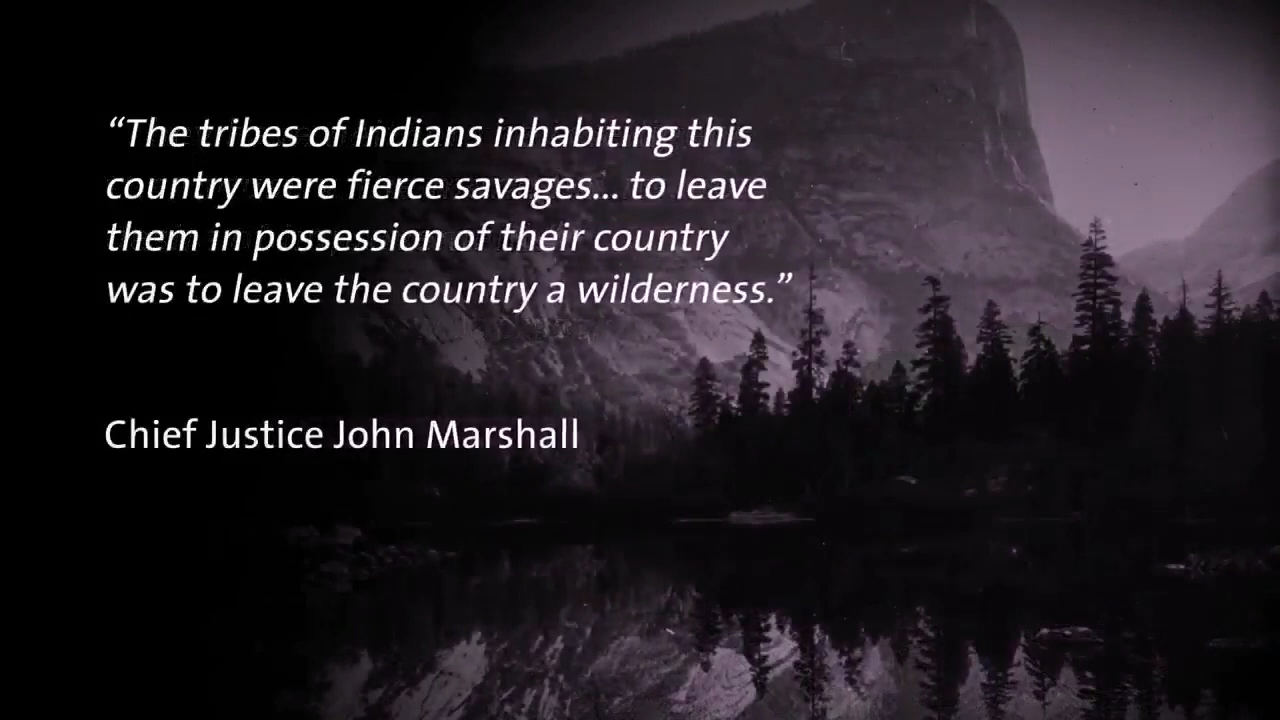 “The tribes of Indians inhabiting this
country were fierce savages... to leave
them in possession of their country
was to leave the country a wilderness.”
Chief Justice John Marshall